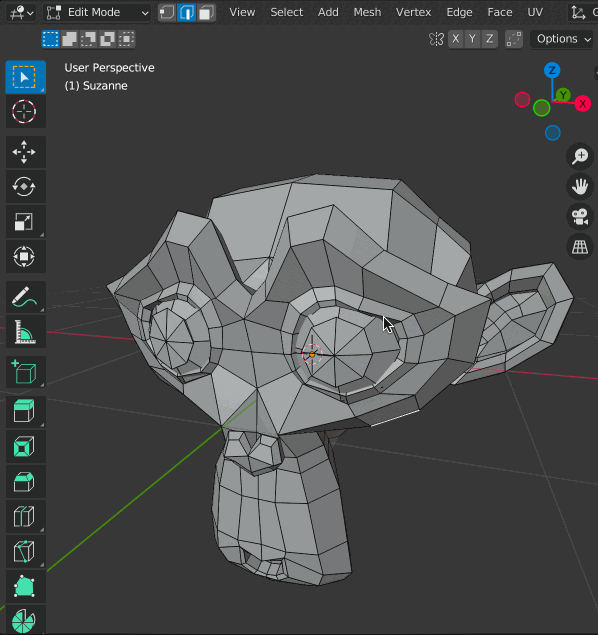 Edit Mode View Select Add Mesh Vertex Edge Face UV
X Y Z Options
User Perspective
(1) Suzanne
Z
Y
X